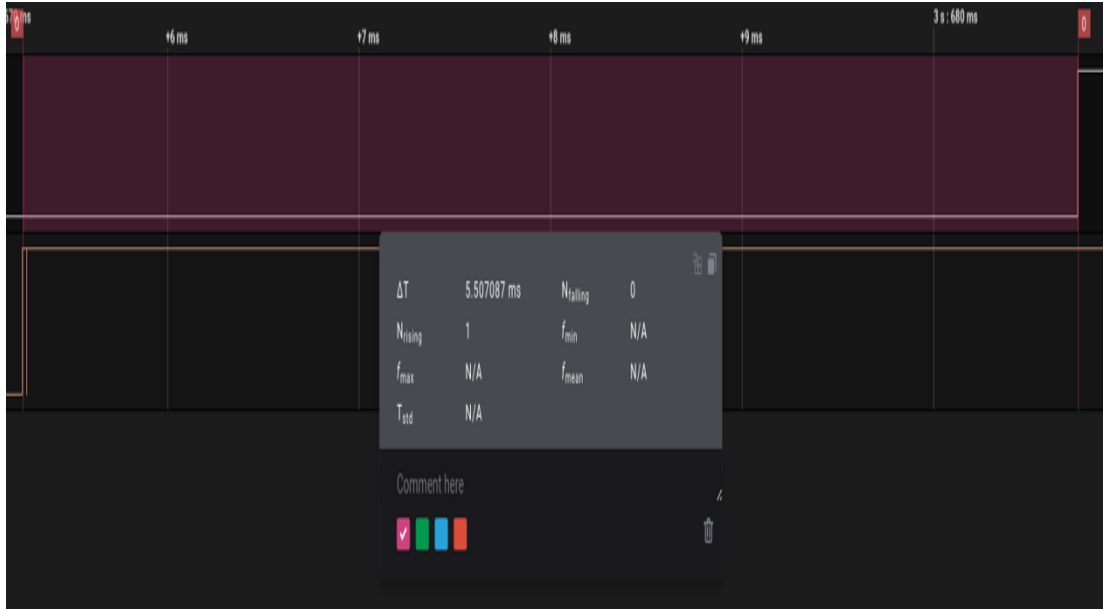 0
+6 ms
+7 ms
+8 ms
+9 ms
3 s : 680 ms
0
ΔT 5.507087 ms Nfalling 0
Nrising 1 fmin N/A
fmax N/A fmean N/A
Tstd N/A
Comment here